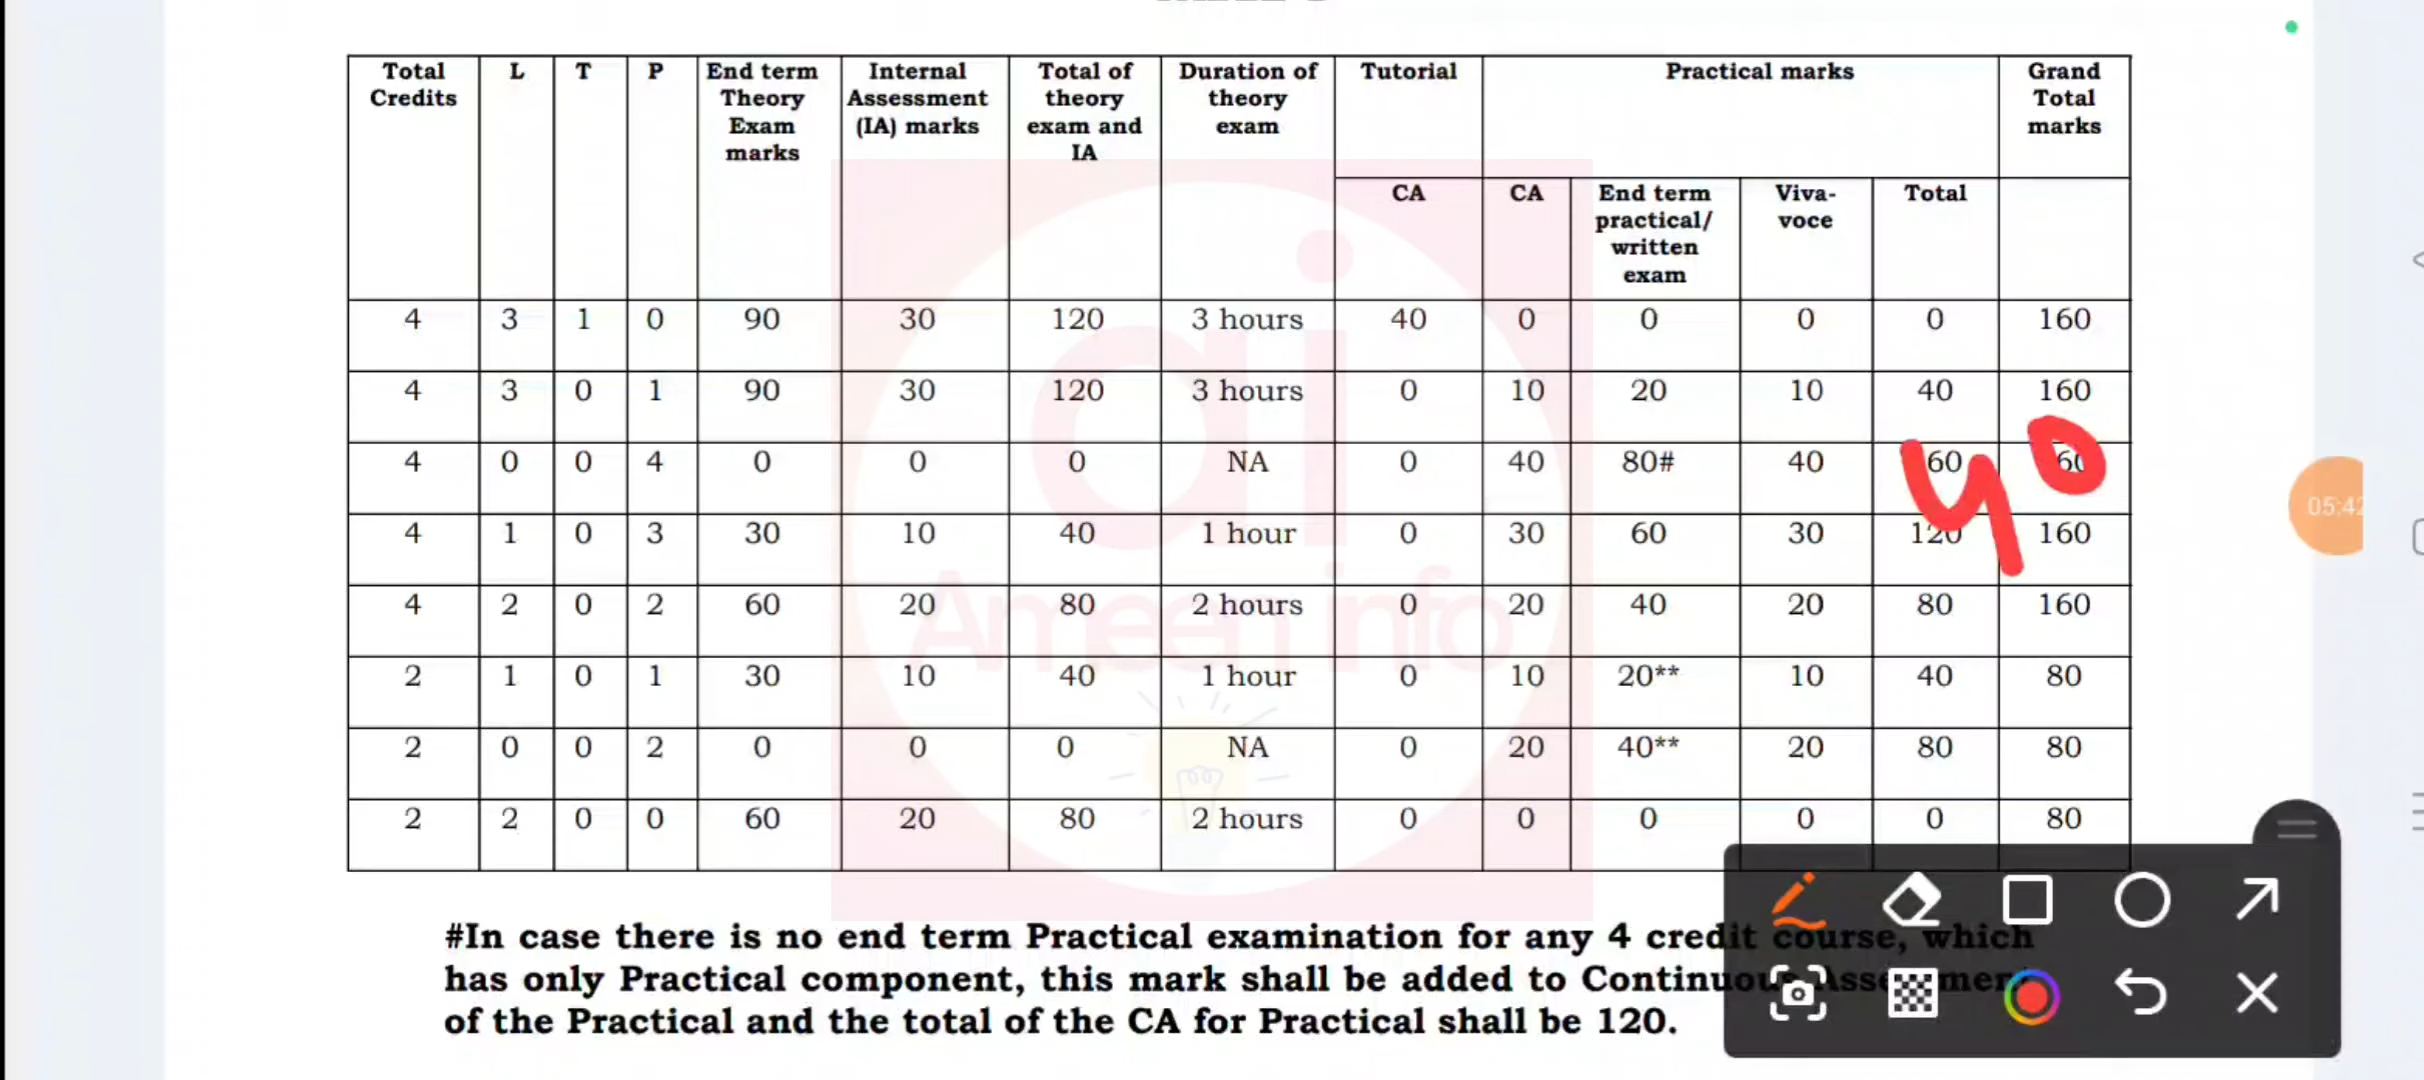 Total Credits | L | T | P | End term Theory Exam marks | Internal Assessment (IA) marks | Total of theory exam and IA | Duration of theory exam | Tutorial | Practical marks | Grand Total marks
CA | CA | End term practical/ written exam | Viva-voce | Total
4 | 3 | 1 | 0 | 90 | 30 | 120 | 3 hours | 40 | 0 | 0 | 0 | 0 | 160
4 | 3 | 0 | 1 | 90 | 30 | 120 | 3 hours | 0 | 10 | 20 | 10 | 40 | 160
4 | 0 | 0 | 4 | 0 | 0 | 0 | NA | 0 | 40 | 80# | 40
40
4 | 1 | 0 | 3 | 30 | 10 | 40 | 1 hour | 0 | 30 | 60 | 30 | 120 | 160
4 | 2 | 0 | 2 | 60 | 20 | 80 | 2 hours | 0 | 20 | 40 | 20 | 80 | 160
2 | 1 | 0 | 1 | 30 | 10 | 40 | 1 hour | 0 | 10 | 20** | 10 | 40 | 80
2 | 0 | 0 | 2 | 0 | 0 | 0 | NA | 0 | 20 | 40** | 20 | 80 | 80
2 | 2 | 0 | 0 | 60 | 20 | 80 | 2 hours | 0 | 0 | 0 | 0 | 0 | 80
ai
Ameen info
#In case there is no end term Practical examination for any 4 credit course, which
has only Practical component, this mark shall be added to Continuous Assessment
of the Practical and the total of the CA for Practical shall be 120.
05:42